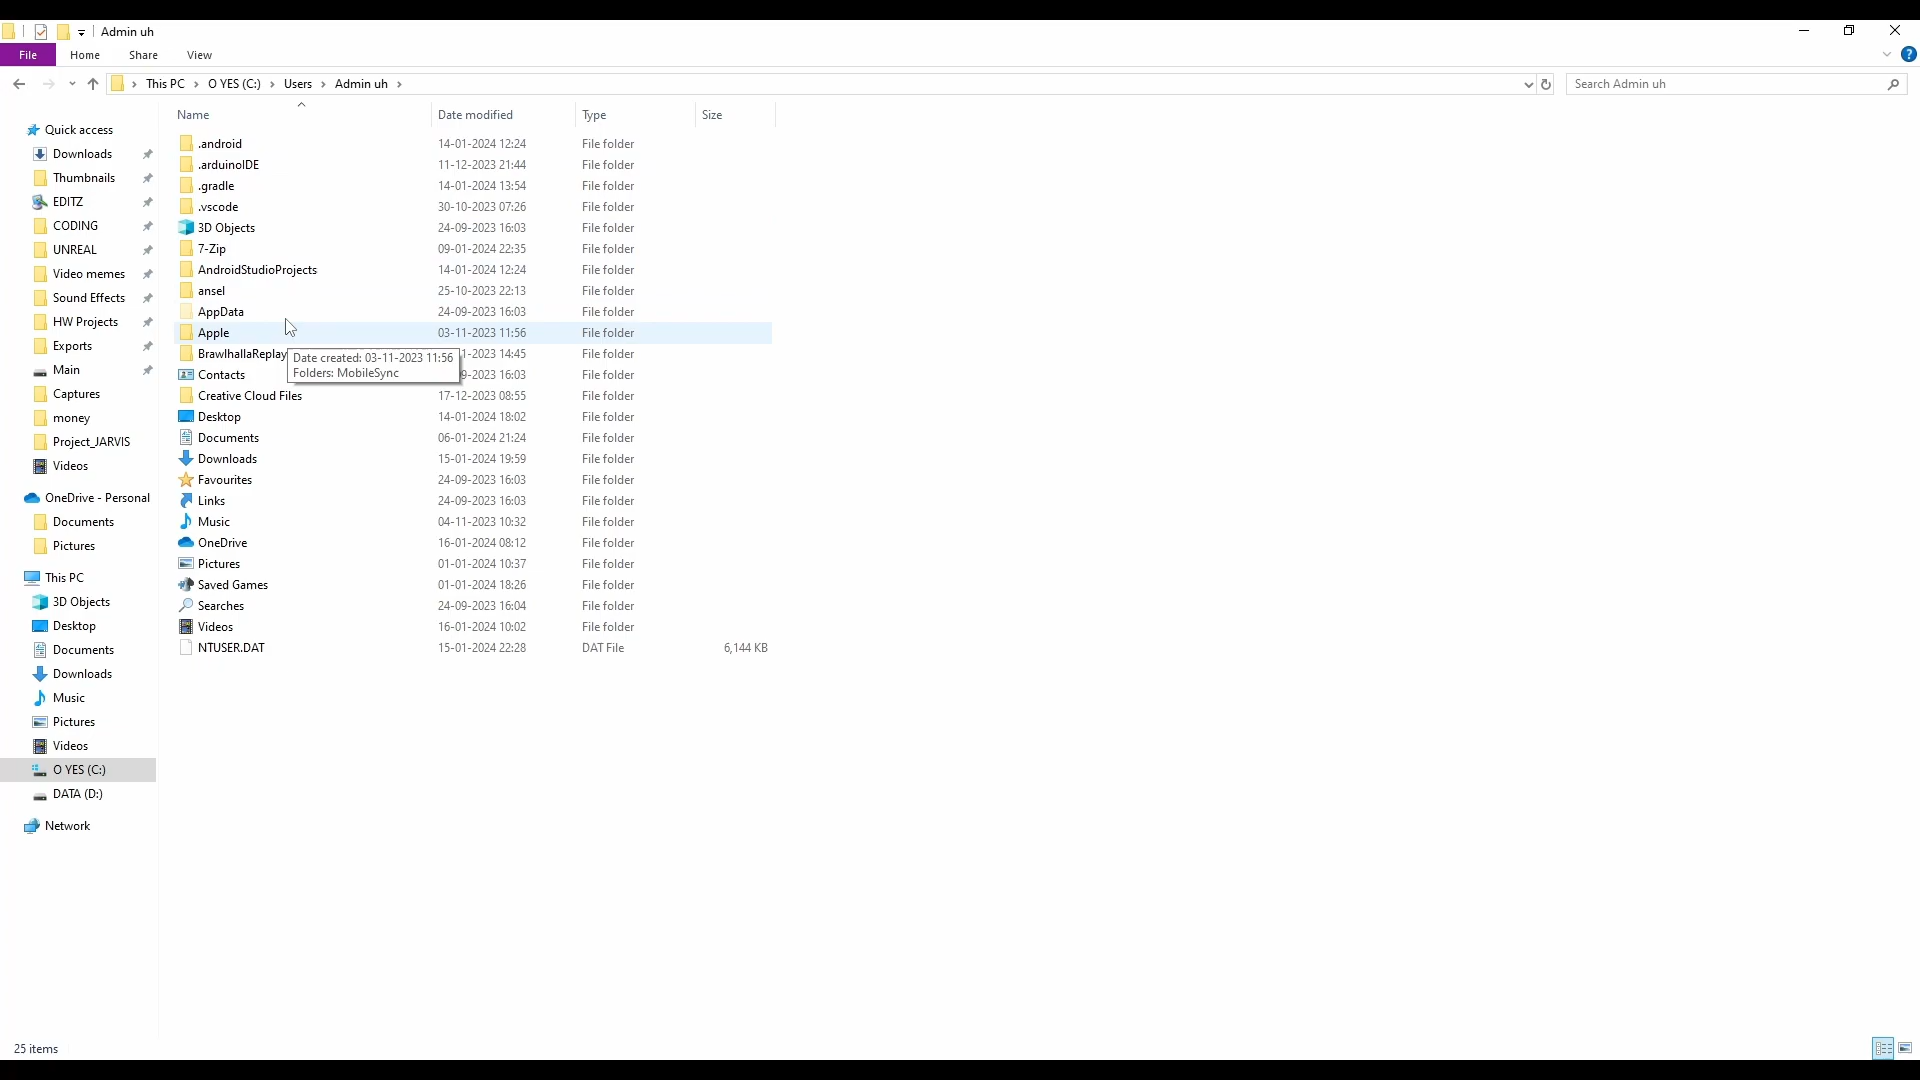 Admin uh
File Home Share View
This PC O YES (C:) Users Admin uh
Search Admin uh
Name Date modified Type Size
Quick access
Downloads
Thumbnails
EDITZ
CODING
UNREAL
Video memes
Sound Effects
HW Projects
Exports
Main
Captures
money
Project_JARVIS
Videos
OneDrive - Personal
Documents
Pictures
This PC
3D Objects
Desktop
Documents
Downloads
Music
Pictures
Videos
O YES (C:)
DATA (D:)
Network
.android 14-01-2024 12:24 File folder
.arduinoIDE 11-12-2023 21:44 File folder
.gradle 14-01-2024 13:54 File folder
.vscode 30-10-2023 07:26 File folder
3D Objects 24-09-2023 16:03 File folder
7-Zip 09-01-2024 22:35 File folder
AndroidStudioProjects 14-01-2024 12:24 File folder
ansel 25-10-2023 22:13 File folder
AppData 24-09-2023 16:03 File folder
Apple 03-11-2023 11:56 File folder
BrawlhallaReplay 1-2023 14:45 File folder
Date created: 03-11-2023 11:56
Folders: MobileSync
Contacts 9-2023 16:03 File folder
Creative Cloud Files 17-12-2023 08:55 File folder
Desktop 14-01-2024 18:02 File folder
Documents 06-01-2024 21:24 File folder
Downloads 15-01-2024 19:59 File folder
Favourites 24-09-2023 16:03 File folder
Links 24-09-2023 16:03 File folder
Music 04-11-2023 10:32 File folder
OneDrive 16-01-2024 08:12 File folder
Pictures 01-01-2024 10:37 File folder
Saved Games 01-01-2024 18:26 File folder
Searches 24-09-2023 16:04 File folder
Videos 16-01-2024 10:02 File folder
NTUSER.DAT 15-01-2024 22:28 DAT File 6,144 KB
25 items